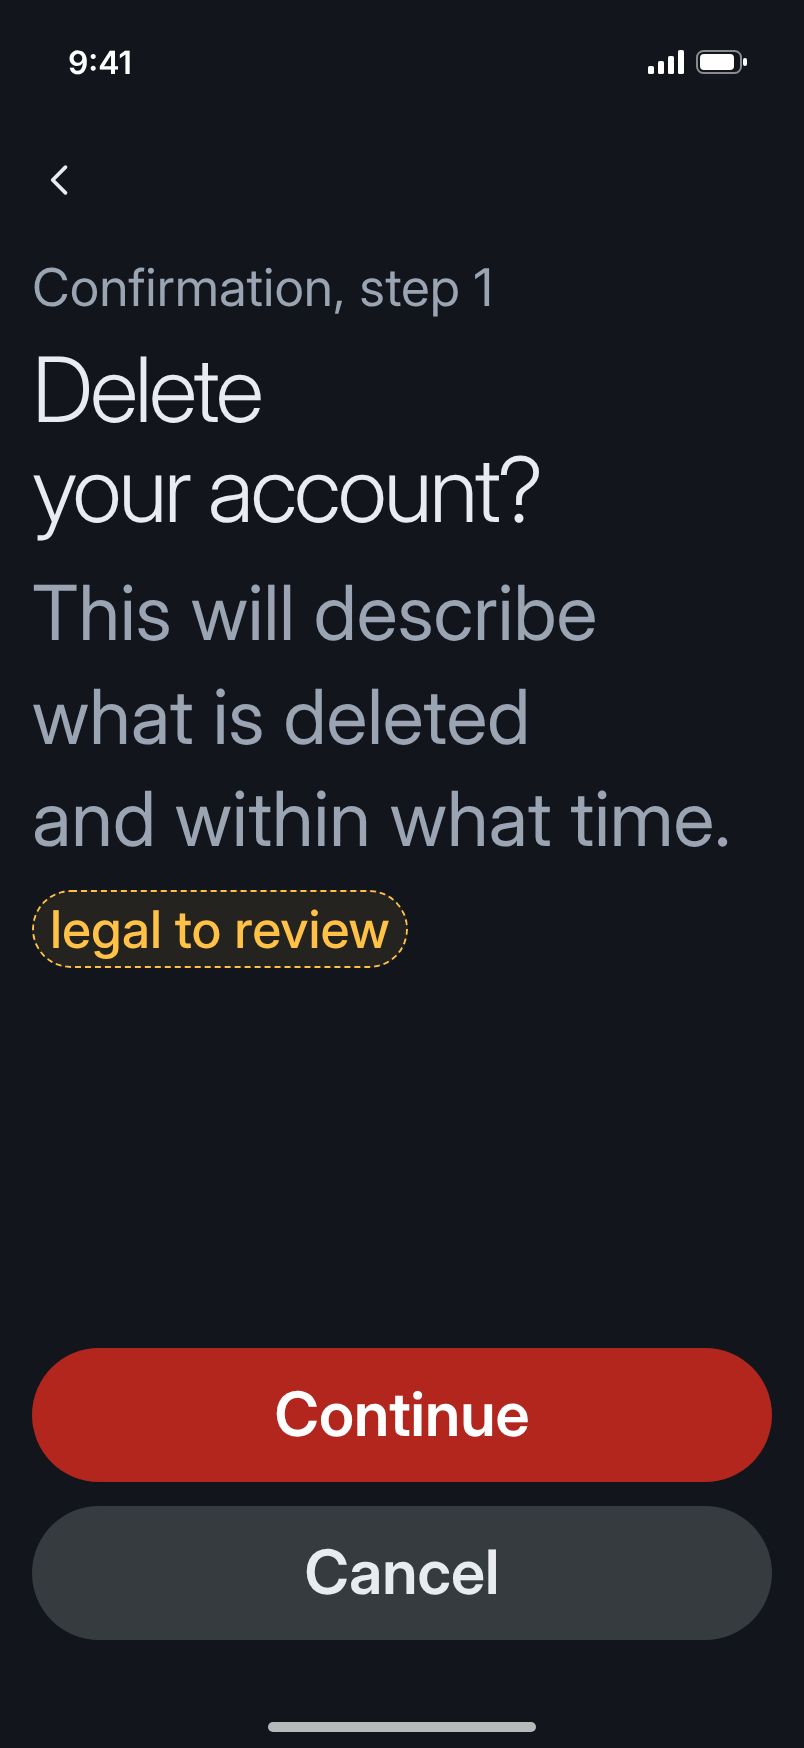 9:41
Confirmation, step 1
Delete
your account?
This will describe
what is deleted
and within what time.
legal to review
Continue
Cancel